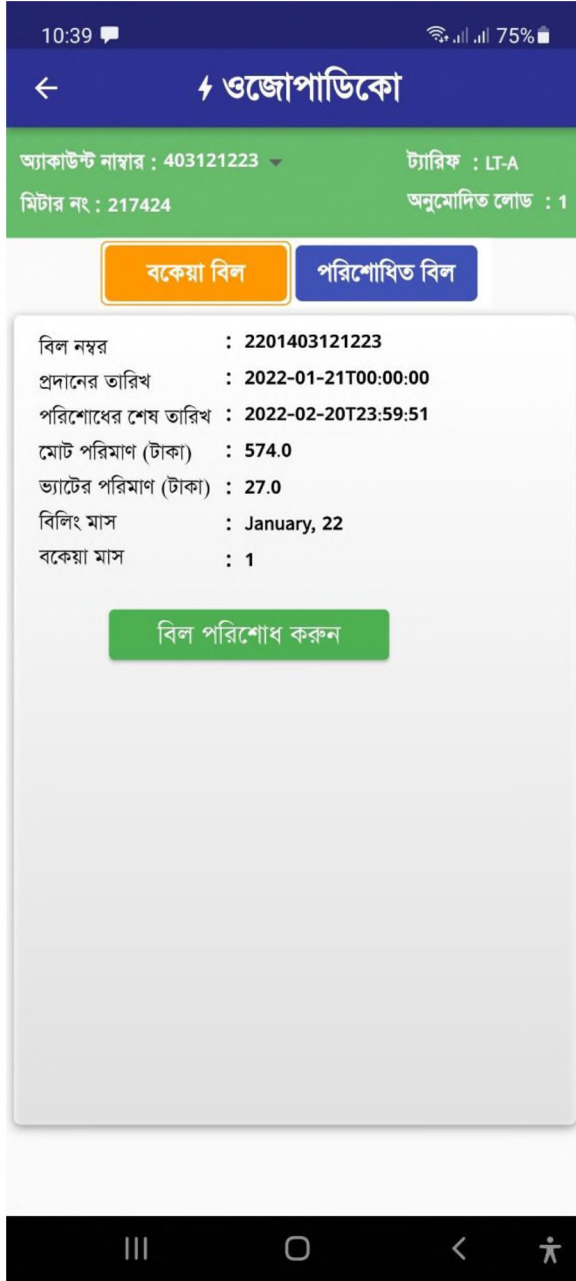 10:39 75%
ওজোপাডিকো
অ্যাকাউন্ট নাম্বার : 403121223 ট্যারিফ : LT-A
মিটার নং : 217424 অনুমোদিত লোড : 1
বকেয়া বিল পরিশোধিত বিল
বিল নম্বর : 2201403121223
প্রদানের তারিখ : 2022-01-21T00:00:00
পরিশোধের শেষ তারিখ : 2022-02-20T23:59:51
মোট পরিমাণ (টাকা) : 574.0
ভ্যাটের পরিমাণ (টাকা) : 27.0
বিলিং মাস : January, 22
বকেয়া মাস : 1
বিল পরিশোধ করুন